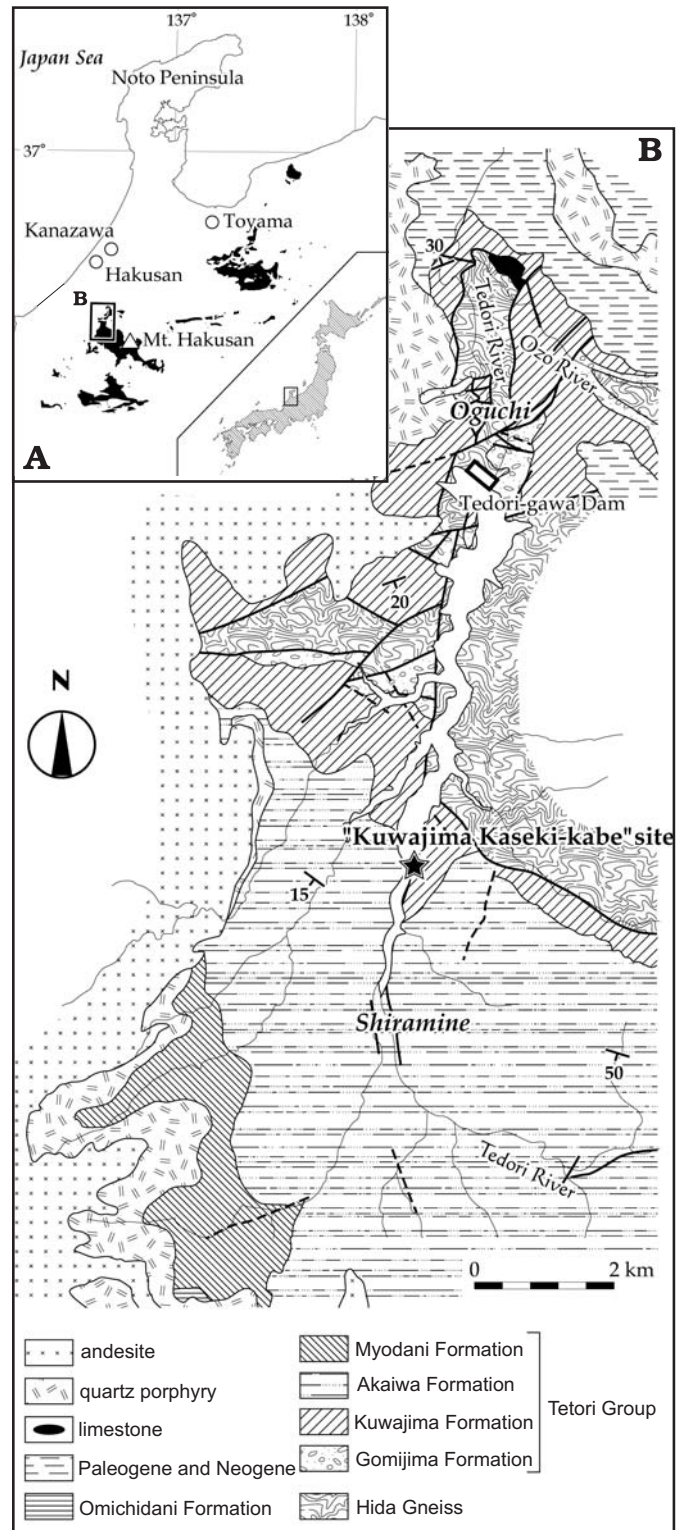 137°
138°
Japan Sea
Noto Peninsula
37°
Toyama
Kanazawa
Hakusan
B
Mt. Hakusan
A
B
30
Tedori River
Ozo River
Oguchi
Tedori-gawa Dam
20
N
"Kuwajima Kaseki-kabe" site
15
Shiramine
50
Tedori River
0 2 km
andesite
quartz porphyry
limestone
Paleogene and Neogene
Omichidani Formation
Myodani Formation
Akaiwa Formation
Kuwajima Formation
Gomijima Formation
Tetori Group
Hida Gneiss